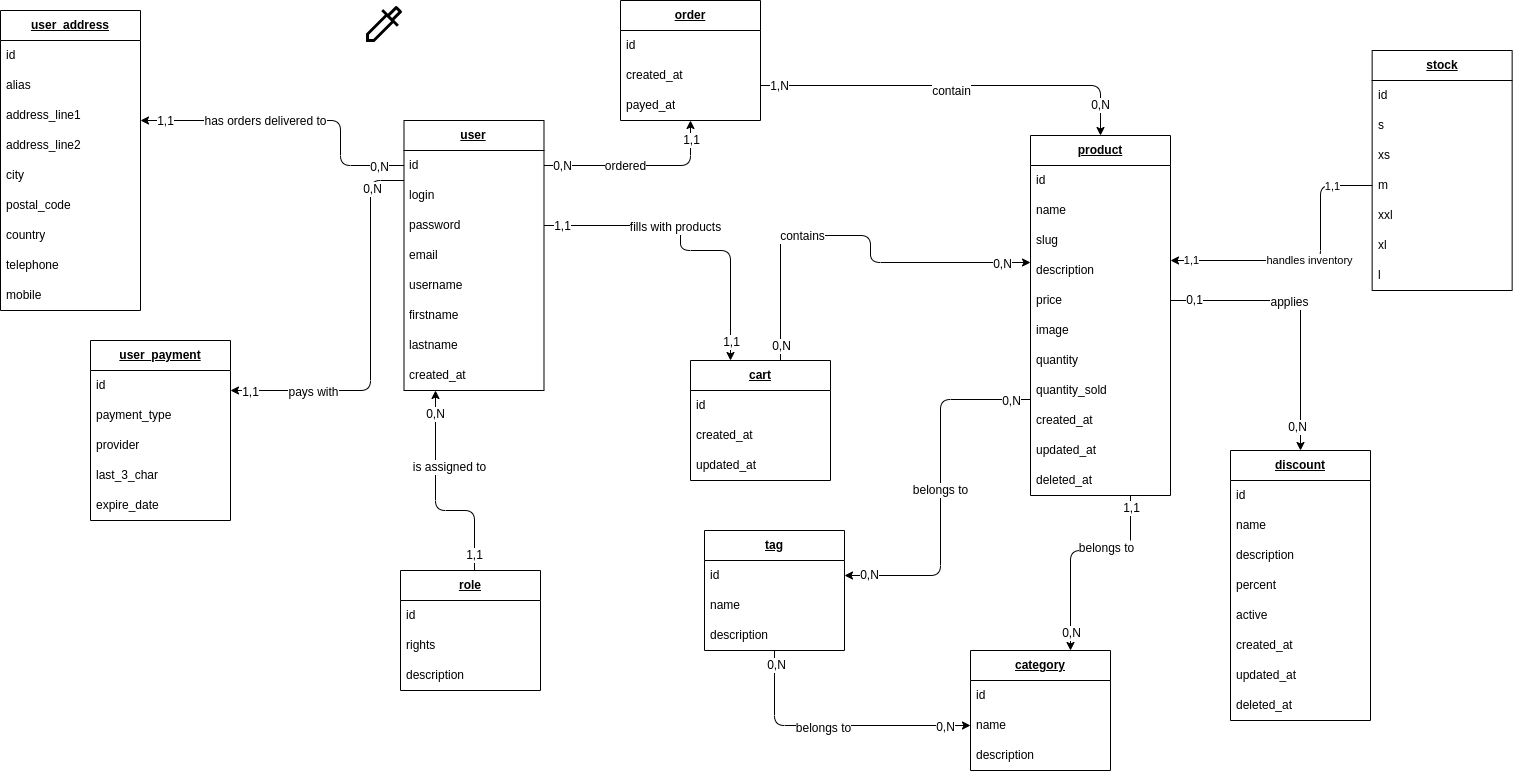 user_address
id
alias
address_line1
address_line2
city
postal_code
country
telephone
mobile
1,1
has orders delivered to
0,N
user
id
login
password
email
username
firstname
lastname
created_at
0,N
ordered
1,1
order
id
created_at
payed_at
1,N
contain
0,N
product
id
name
slug
description
price
image
quantity
quantity_sold
created_at
updated_at
deleted_at
stock
id
s
xs
m
xxl
xl
l
1,1
handles inventory
1,1
0,1
applies
0,N
discount
id
name
description
percent
active
created_at
updated_at
deleted_at
0,N
pays with
1,1
user_payment
id
payment_type
provider
last_3_char
expire_date
1,1
fills with products
1,1
cart
id
created_at
updated_at
0,N
contains
0,N
0,N
is assigned to
1,1
role
id
rights
description
0,N
belongs to
0,N
tag
id
name
description
0,N
belongs to
0,N
1,1
belongs to
0,N
category
id
name
description